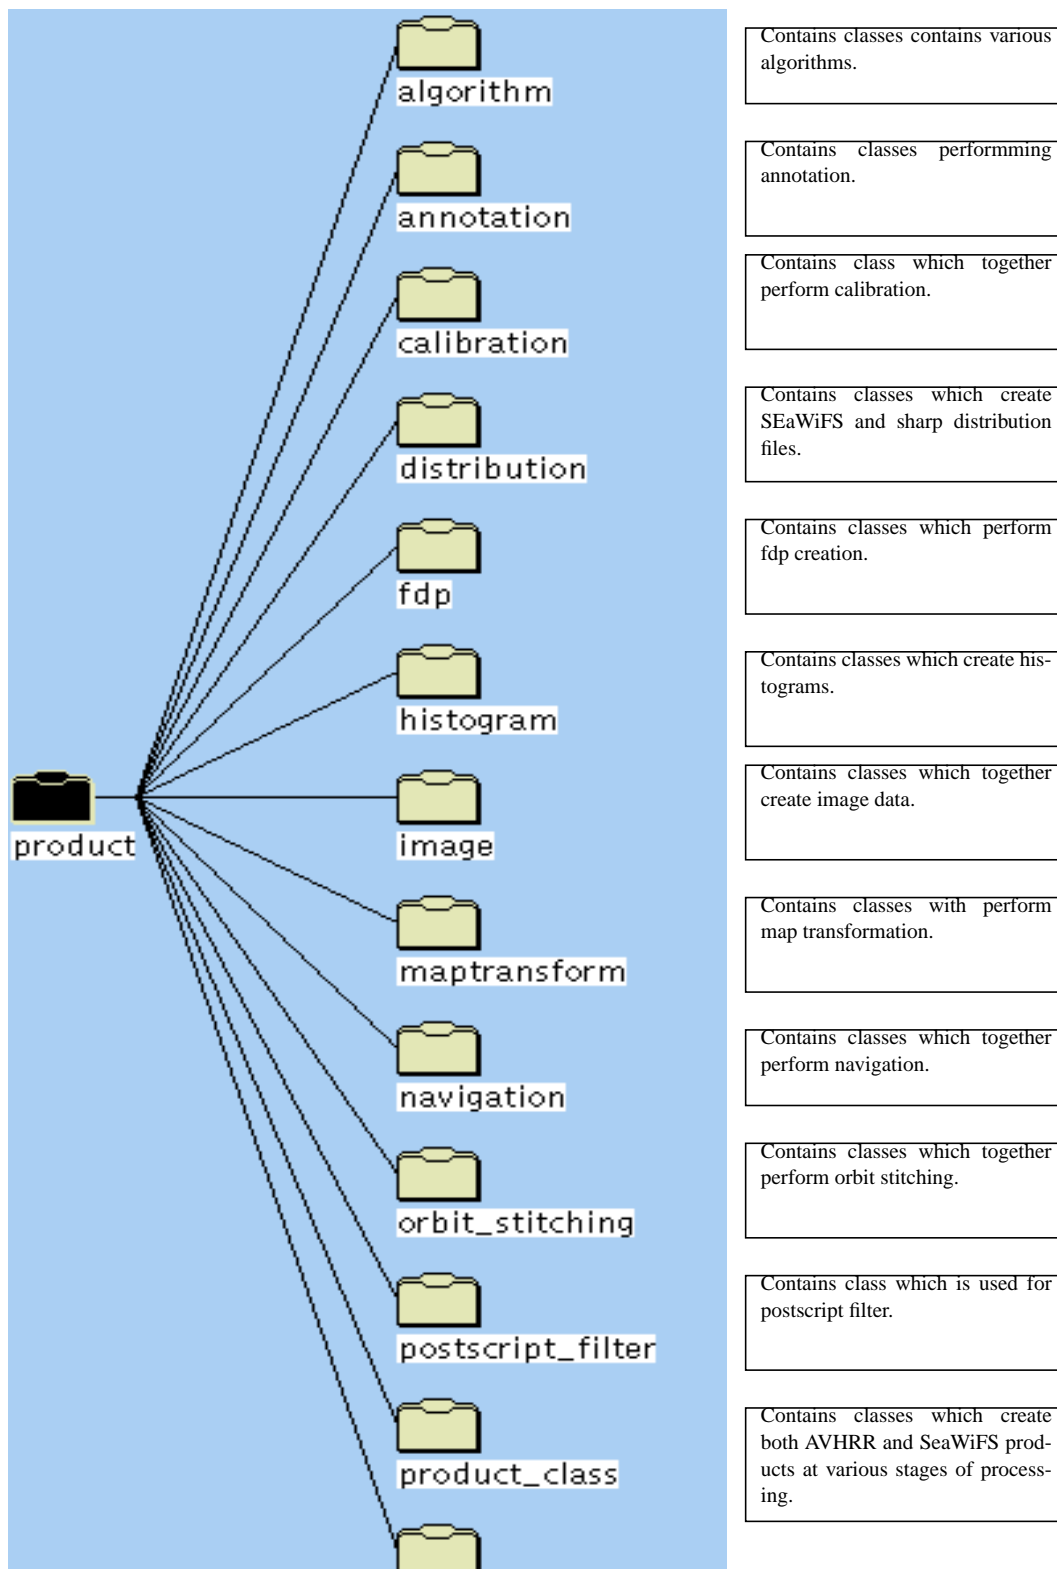 Contains classes contains various
algorithms.
algorithm
Contains classes performming
annotation.
annotation
Contains class which together
perform calibration.
calibration
Contains classes which create
SEaWiFS and sharp distribution
files.
distribution
Contains classes which perform
fdp creation.
fdp
Contains classes which create his-
tograms.
histogram
Contains classes which together
create image data.
product
image
Contains classes with perform
map transformation.
maptransform
Contains classes which together
perform navigation.
navigation
Contains classes which together
perform orbit stitching.
orbit_stitching
Contains class which is used for
postscript filter.
postscript_filter
Contains classes which create
both AVHRR and SeaWiFS prod-
ucts at various stages of process-
ing.
product_class